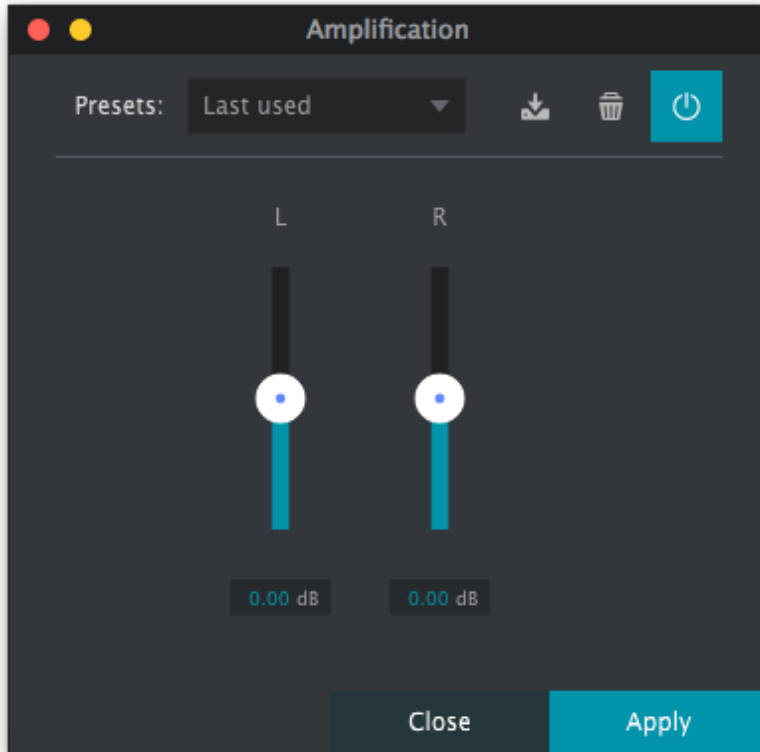 Amplification
Presets: Last used
L R
0.00 dB 0.00 dB
Close Apply